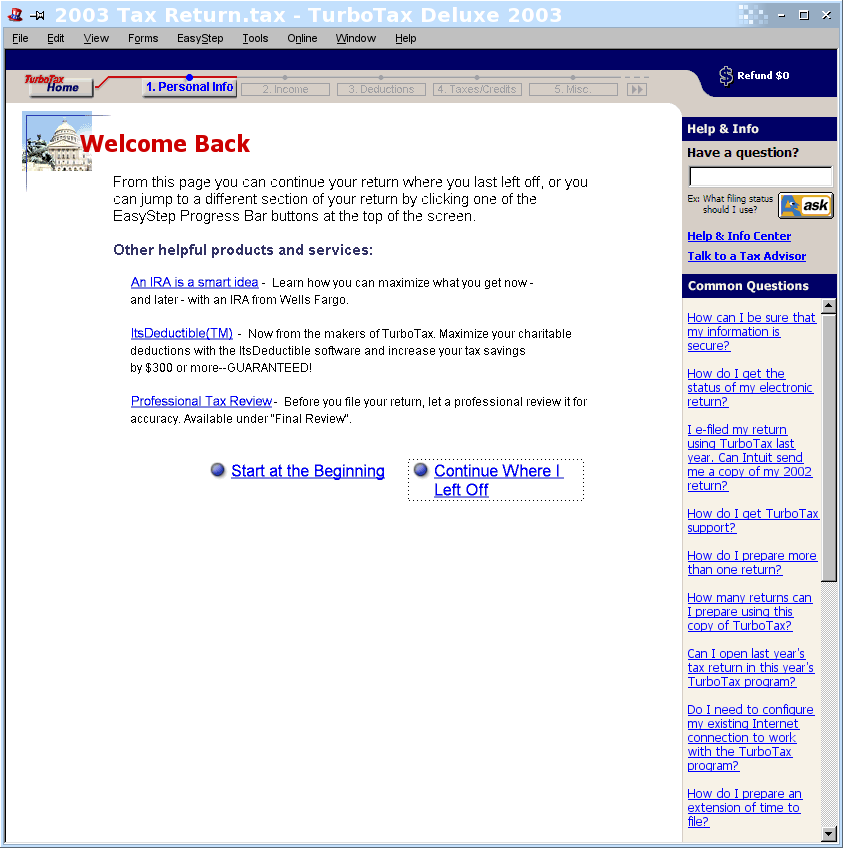 2003 Tax Return.tax - TurboTax Deluxe 2003
File Edit View Forms EasyStep Tools Online Window Help
TurboTax
Home
1. Personal Info
2. Income
3. Deductions
4. Taxes/Credits
5. Misc.
Refund $0
Welcome Back
From this page you can continue your return where you last left off, or you
can jump to a different section of your return by clicking one of the
EasyStep Progress Bar buttons at the top of the screen.
Other helpful products and services:
An IRA is a smart idea - Learn how you can maximize what you get now -
and later - with an IRA from Wells Fargo.
ItsDeductible(TM) - Now from the makers of TurboTax. Maximize your charitable
deductions with the ItsDeductible software and increase your tax savings
by $300 or more--GUARANTEED!
Professional Tax Review - Before you file your return, let a professional review it for
accuracy. Available under "Final Review".
Start at the Beginning
Continue Where I
Left Off
Help & Info
Have a question?
Ex: What filing status
should I use?
ask
Help & Info Center
Talk to a Tax Advisor
Common Questions
How can I be sure that
my information is
secure?
How do I get the
status of my electronic
return?
I e-filed my return
using TurboTax last
year. Can Intuit send
me a copy of my 2002
return?
How do I get TurboTax
support?
How do I prepare more
than one return?
How many returns can
I prepare using this
copy of TurboTax?
Can I open last year's
tax return in this year's
TurboTax program?
Do I need to configure
my existing Internet
connection to work
with the TurboTax
program?
How do I prepare an
extension of time to
file?